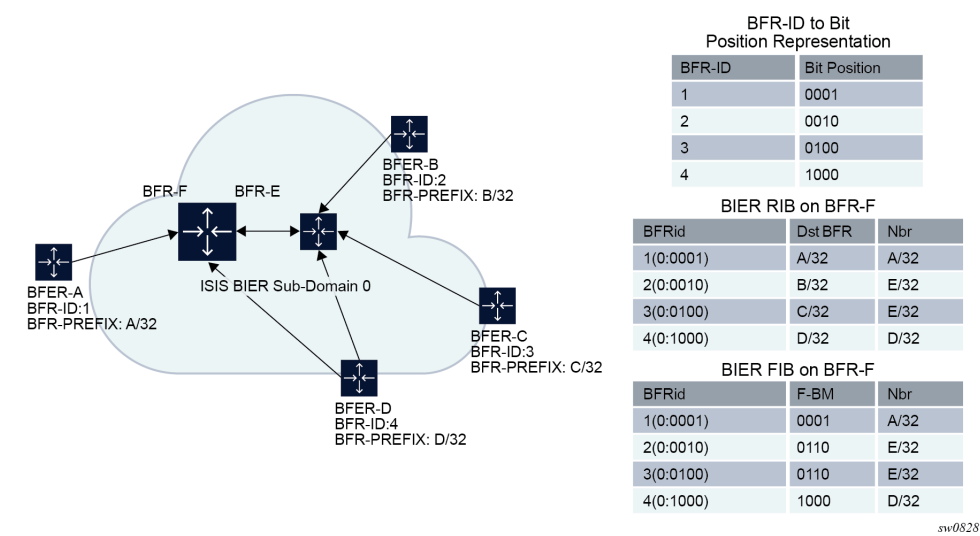 BFR-ID to Bit
Position Representation
BFR-ID Bit Position
1 0001
2 0010
3 0100
4 1000
BFER-B
BFR-ID:2
BFR-PREFIX: B/32
BFR-F BFR-E
ISIS BIER Sub-Domain 0
BFER-A
BFR-ID:1
BFR-PREFIX: A/32
BFER-C
BFR-ID:3
BFR-PREFIX: C/32
BFER-D
BFR-ID:4
BFR-PREFIX: D/32
BIER RIB on BFR-F
BFRid Dst BFR Nbr
1(0:0001) A/32 A/32
2(0:0010) B/32 E/32
3(0:0100) C/32 E/32
4(0:1000) D/32 D/32
BIER FIB on BFR-F
BFRid F-BM Nbr
1(0:0001) 0001 A/32
2(0:0010) 0110 E/32
3(0:0100) 0110 E/32
4(0:1000) 1000 D/32
sw0828